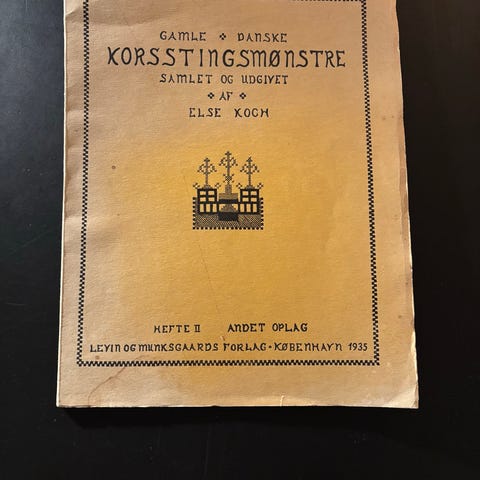 GAMLE DANSKE
KORSSTINGSMØNSTRE
SAMLET OG UDGIVET
AF
ELSE KOCH
HEFTE II ANDET OPLAG
LEVIN OG MUNKSGAARDS FORLAG • KØBENHAVN 1935